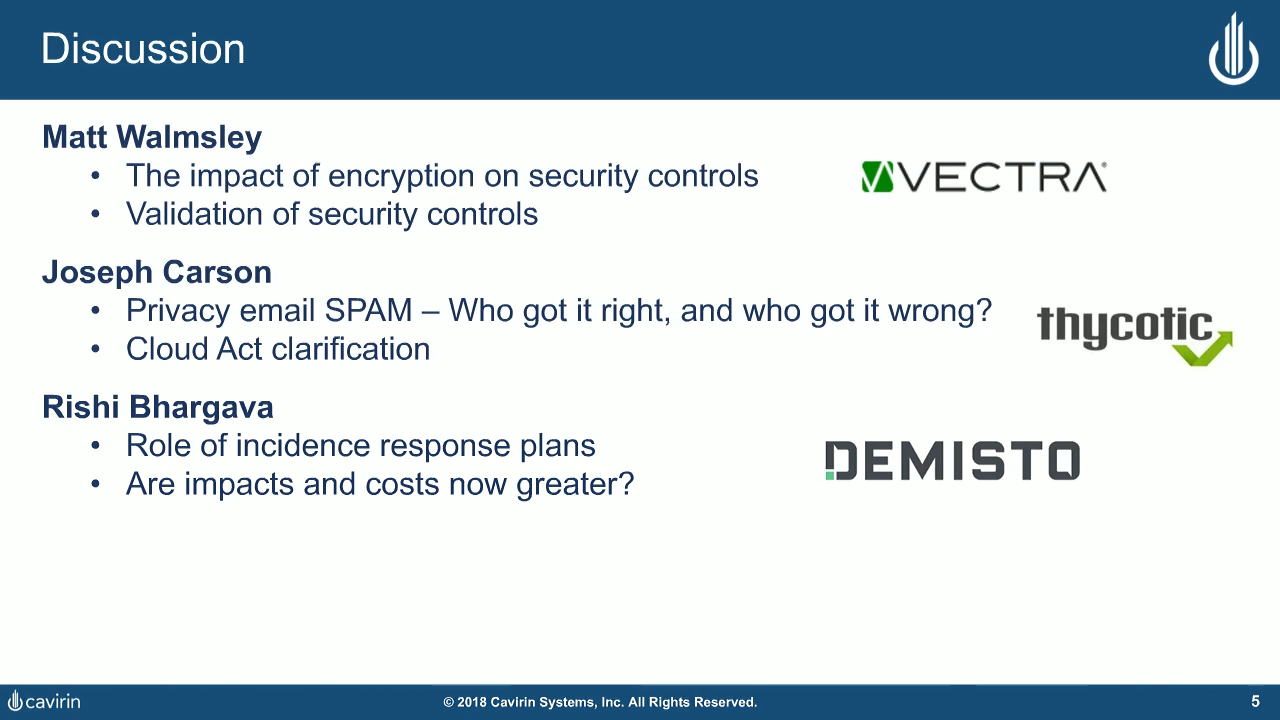 Discussion
Matt Walmsley
• The impact of encryption on security controls
• Validation of security controls
VECTRA®
Joseph Carson
• Privacy email SPAM – Who got it right, and who got it wrong?
• Cloud Act clarification
thycotic
Rishi Bhargava
• Role of incidence response plans
• Are impacts and costs now greater?
DEMISTO
cavirin
© 2018 Cavirin Systems, Inc. All Rights Reserved.
5